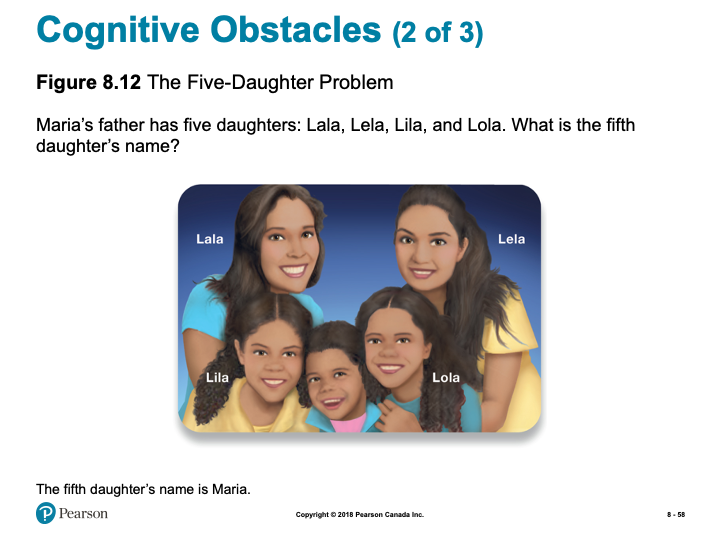 Cognitive Obstacles (2 of 3)
Figure 8.12 The Five-Daughter Problem
Maria’s father has five daughters: Lala, Lela, Lila, and Lola. What is the fifth
daughter’s name?
Lala
Lela
Lila
Lola
The fifth daughter’s name is Maria.
P Pearson
Copyright © 2018 Pearson Canada Inc.
8 - 58